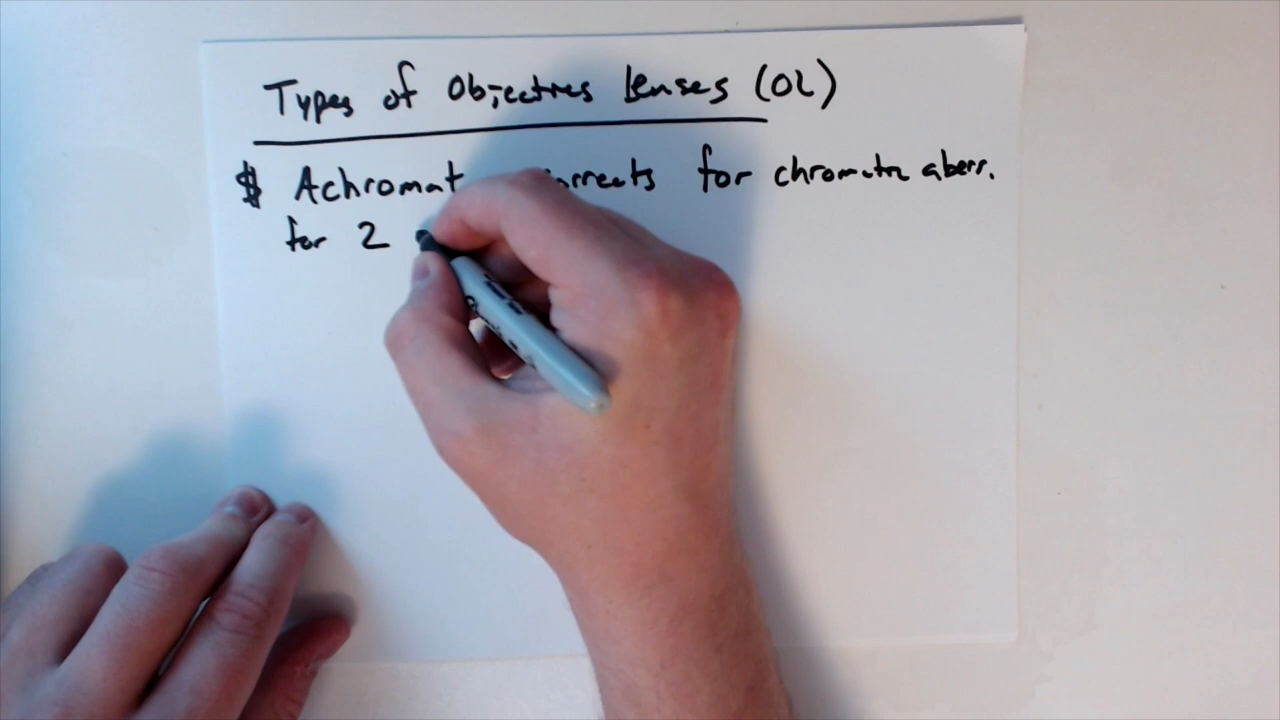 Types of Objectives lenses (OL)
$ Achromat corrects for chromatic aberr.
for 2